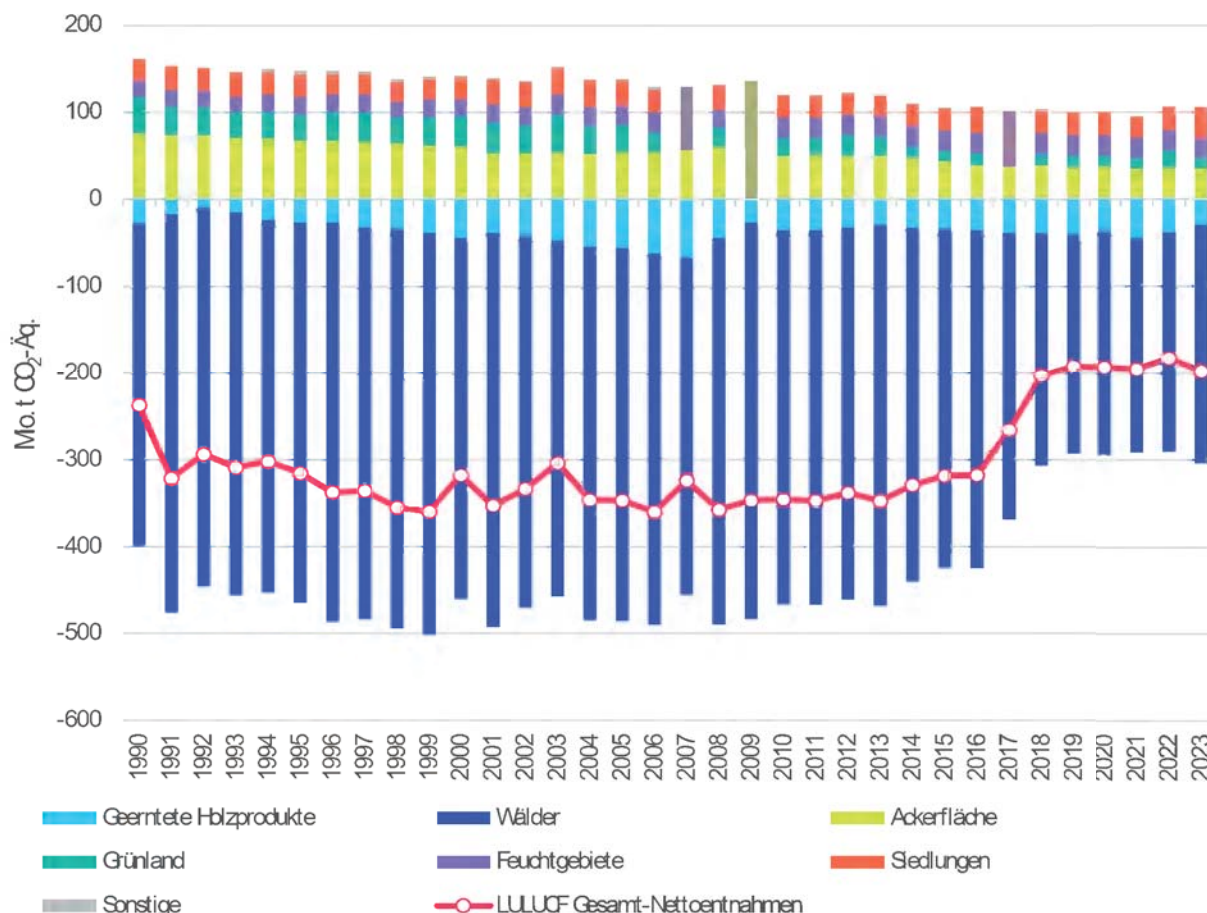 200
100
0
-100
-200
-300
-400
-500
-600
Mo.t CO₂-Äq.
1990 1991 1992 1993 1994 1995 1996 1997 1998 1999 2000 2001 2002 2003 2004 2005 2006 2007 2008 2009 2010 2011 2012 2013 2014 2015 2016 2017 2018 2019 2020 2021 2022 2023
Geerntete Holzprodukte Wälder Ackerfläche
Grünland Feuchtgebiete Siedlungen
Sonstige LULUCF Gesamt-Nettoentnahmen